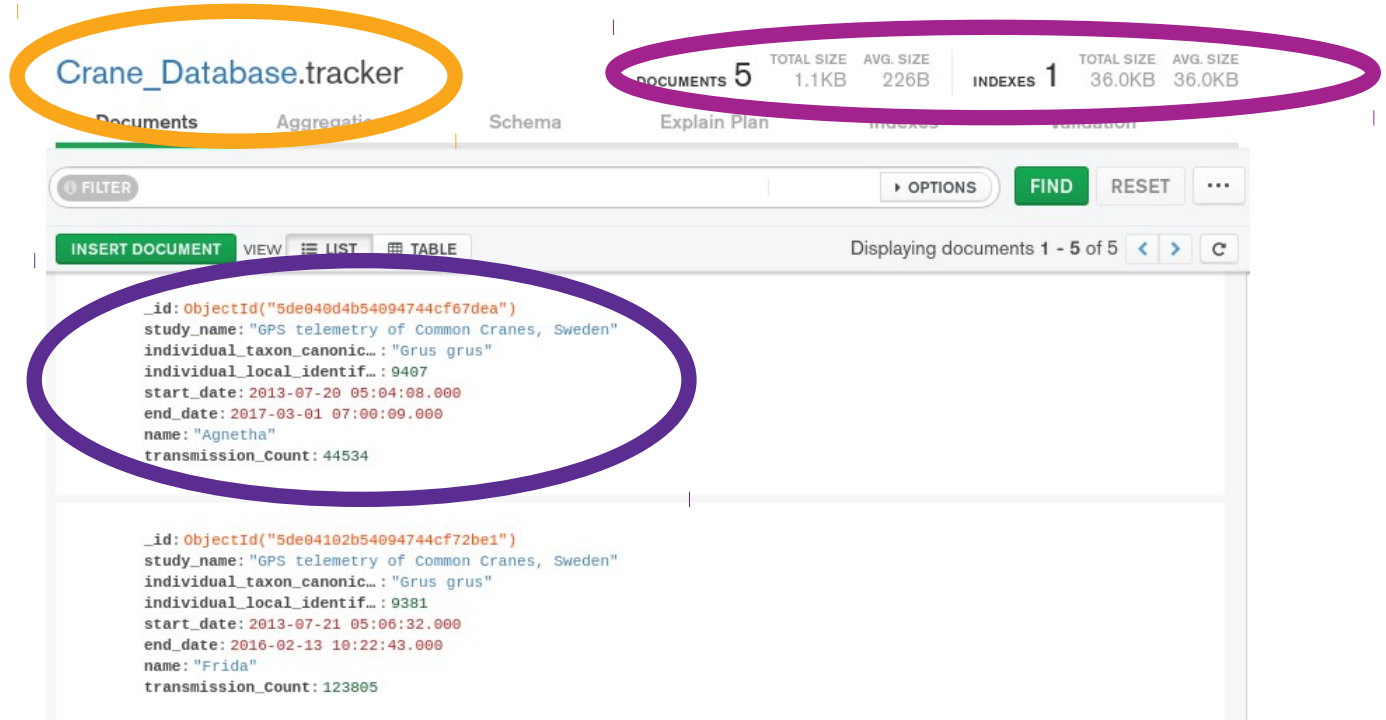 Crane_Database.tracker
DOCUMENTS 5 TOTAL SIZE 1.1KB AVG. SIZE 226B INDEXES 1 TOTAL SIZE 36.0KB AVG. SIZE 36.0KB
Documents Aggregations Schema Explain Plan Indexes Validation
FILTER OPTIONS FIND RESET ...
INSERT DOCUMENT VIEW LIST TABLE Displaying documents 1 - 5 of 5 < > C
_id: ObjectId("5de040d4b54094744cf67dea")
study_name: "GPS telemetry of Common Cranes, Sweden"
individual_taxon_canonic… : "Grus grus"
individual_local_identif… : 9407
start_date: 2013-07-20 05:04:08.000
end_date: 2017-03-01 07:00:09.000
name: "Agnetha"
transmission_Count: 44534
_id: ObjectId("5de04102b54094744cf72be1")
study_name: "GPS telemetry of Common Cranes, Sweden"
individual_taxon_canonic… : "Grus grus"
individual_local_identif… : 9381
start_date: 2013-07-21 05:06:32.000
end_date: 2016-02-13 10:22:43.000
name: "Frida"
transmission_Count: 123805